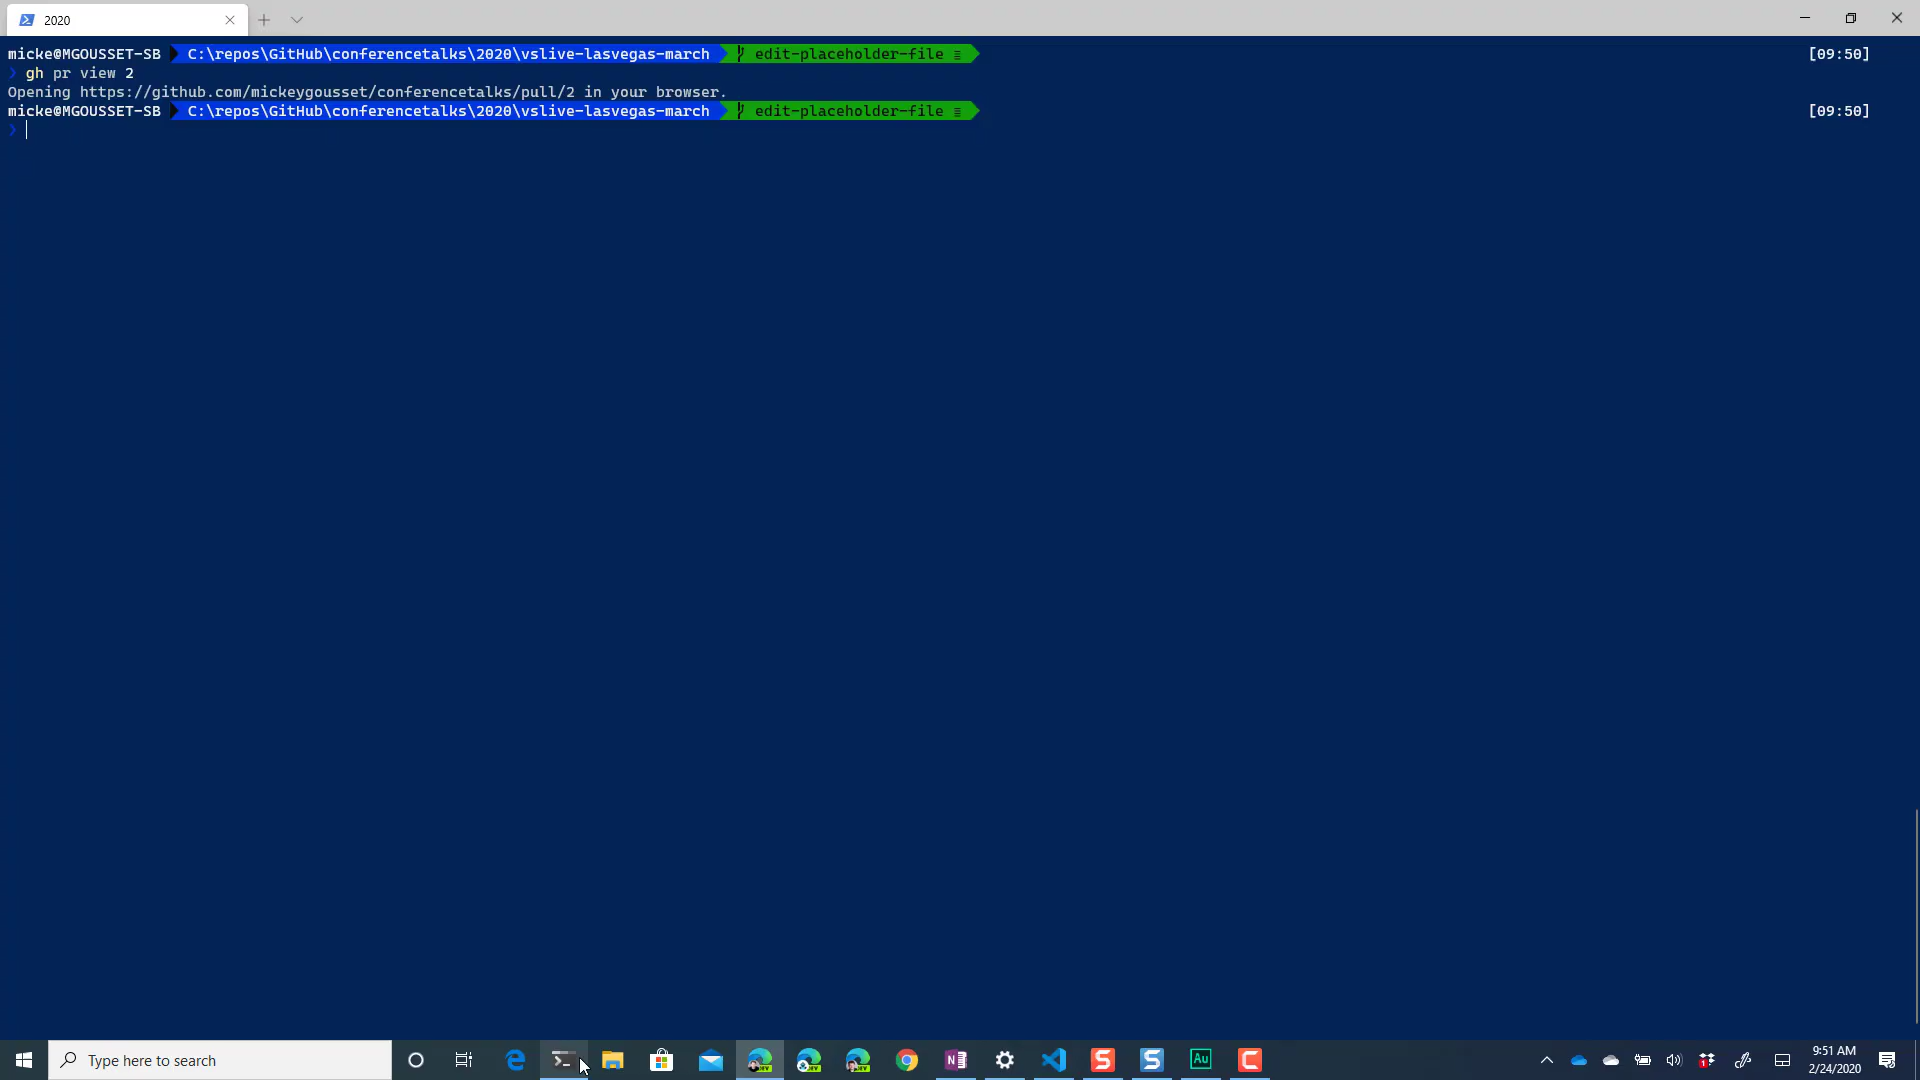 2020
micke@MGOUSSET-SB C:\repos\GitHub\conferencetalks\2020\vslive-lasvegas-march edit-placeholder-file ≡ [09:50]
❯ gh pr view 2
Opening https://github.com/mickeygousset/conferencetalks/pull/2 in your browser.
micke@MGOUSSET-SB C:\repos\GitHub\conferencetalks\2020\vslive-lasvegas-march edit-placeholder-file ≡ [09:50]
❯
Type here to search
9:51 AM
2/24/2020